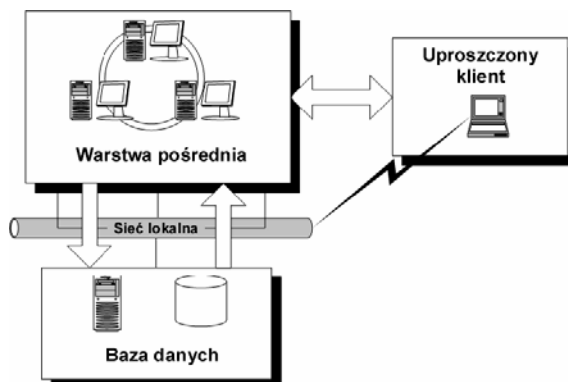 Warstwa pośrednia
Uproszczony
klient
Sieć lokalna
Baza danych